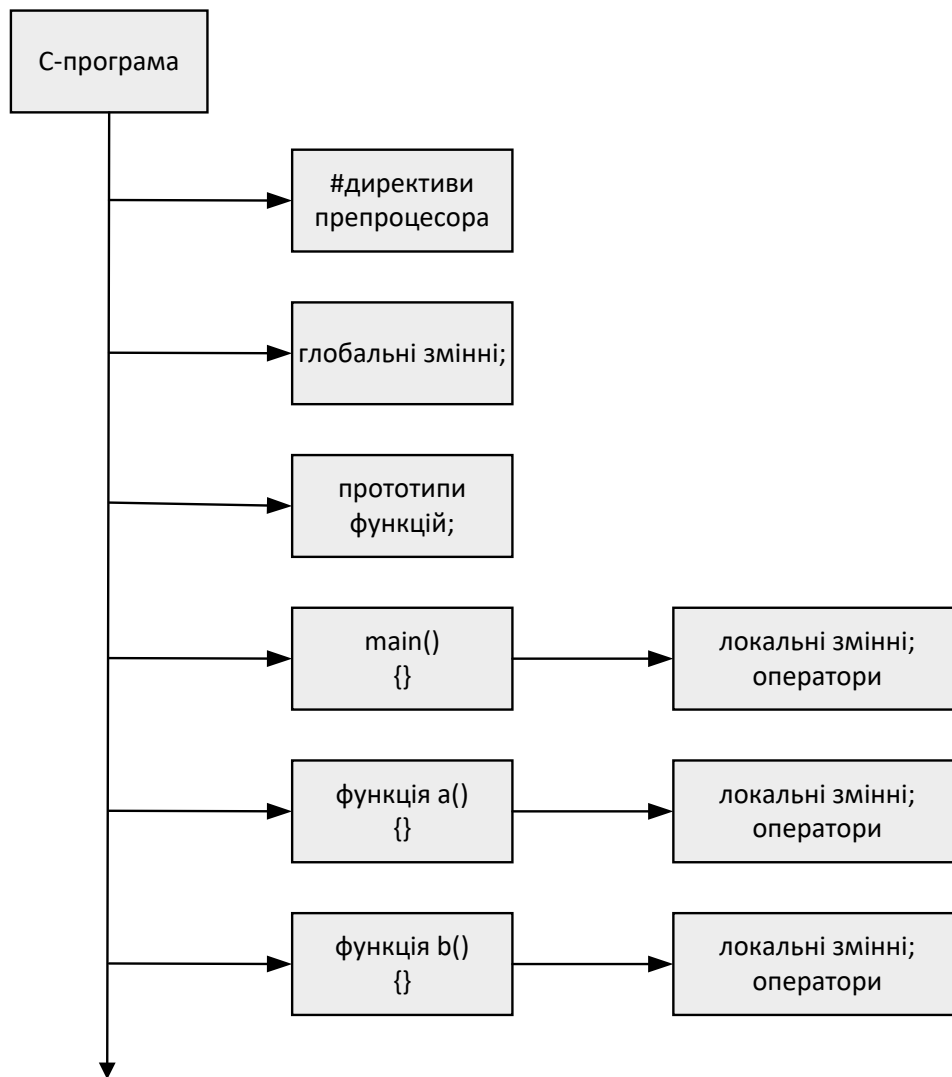 С-програма
#директиви
препроцесора
глобальні змінні;
прототипи
функцій;
main()
{}
локальні змінні;
оператори
функція a()
{}
локальні змінні;
оператори
функція b()
{}
локальні змінні;
оператори